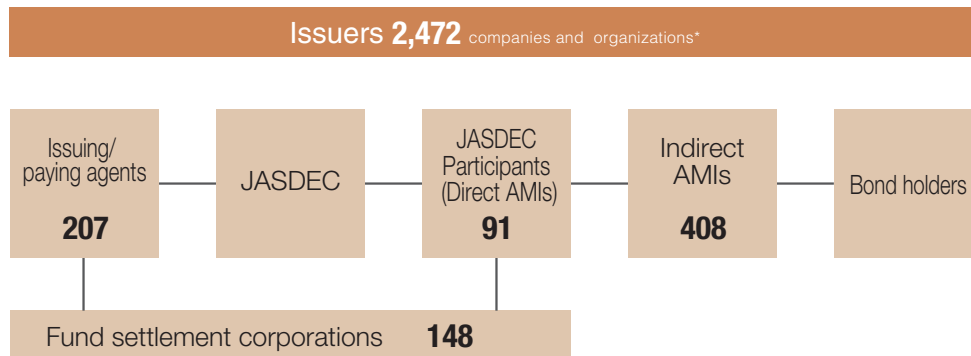 Issuers 2,472 companies and organizations*
Issuing/
paying agents
207
JASDEC
JASDEC
Participants
(Direct AMIs)
91
Indirect
AMIs
408
Bond holders
Fund settlement corporations 148